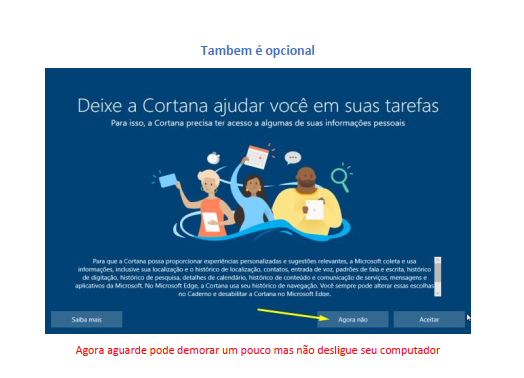 Tambem é opcional
Deixe a Cortana ajudar você em suas tarefas
Para isso, a Cortana precisa ter acesso a algumas de suas informações pessoais
Para que a Cortana possa proporcionar experiências personalizadas e sugestões relevantes, a Microsoft coleta e usa
informações, inclusive sua localização e o histórico de localização, contatos, entrada de voz, padrões de fala e escrita, histórico
de digitação, histórico de pesquisa, detalhes de calendário, histórico de conteúdo e comunicação de serviços, mensagens e
aplicativos da Microsoft. No Microsoft Edge, a Cortana usa seu histórico de navegação. Você sempre pode alterar essas escolhas
no Caderno e desabilitar a Cortana no Microsoft Edge.
Saiba mais
Agora não
Aceitar
Agora aguarde pode demorar um pouco mas não desligue seu computador